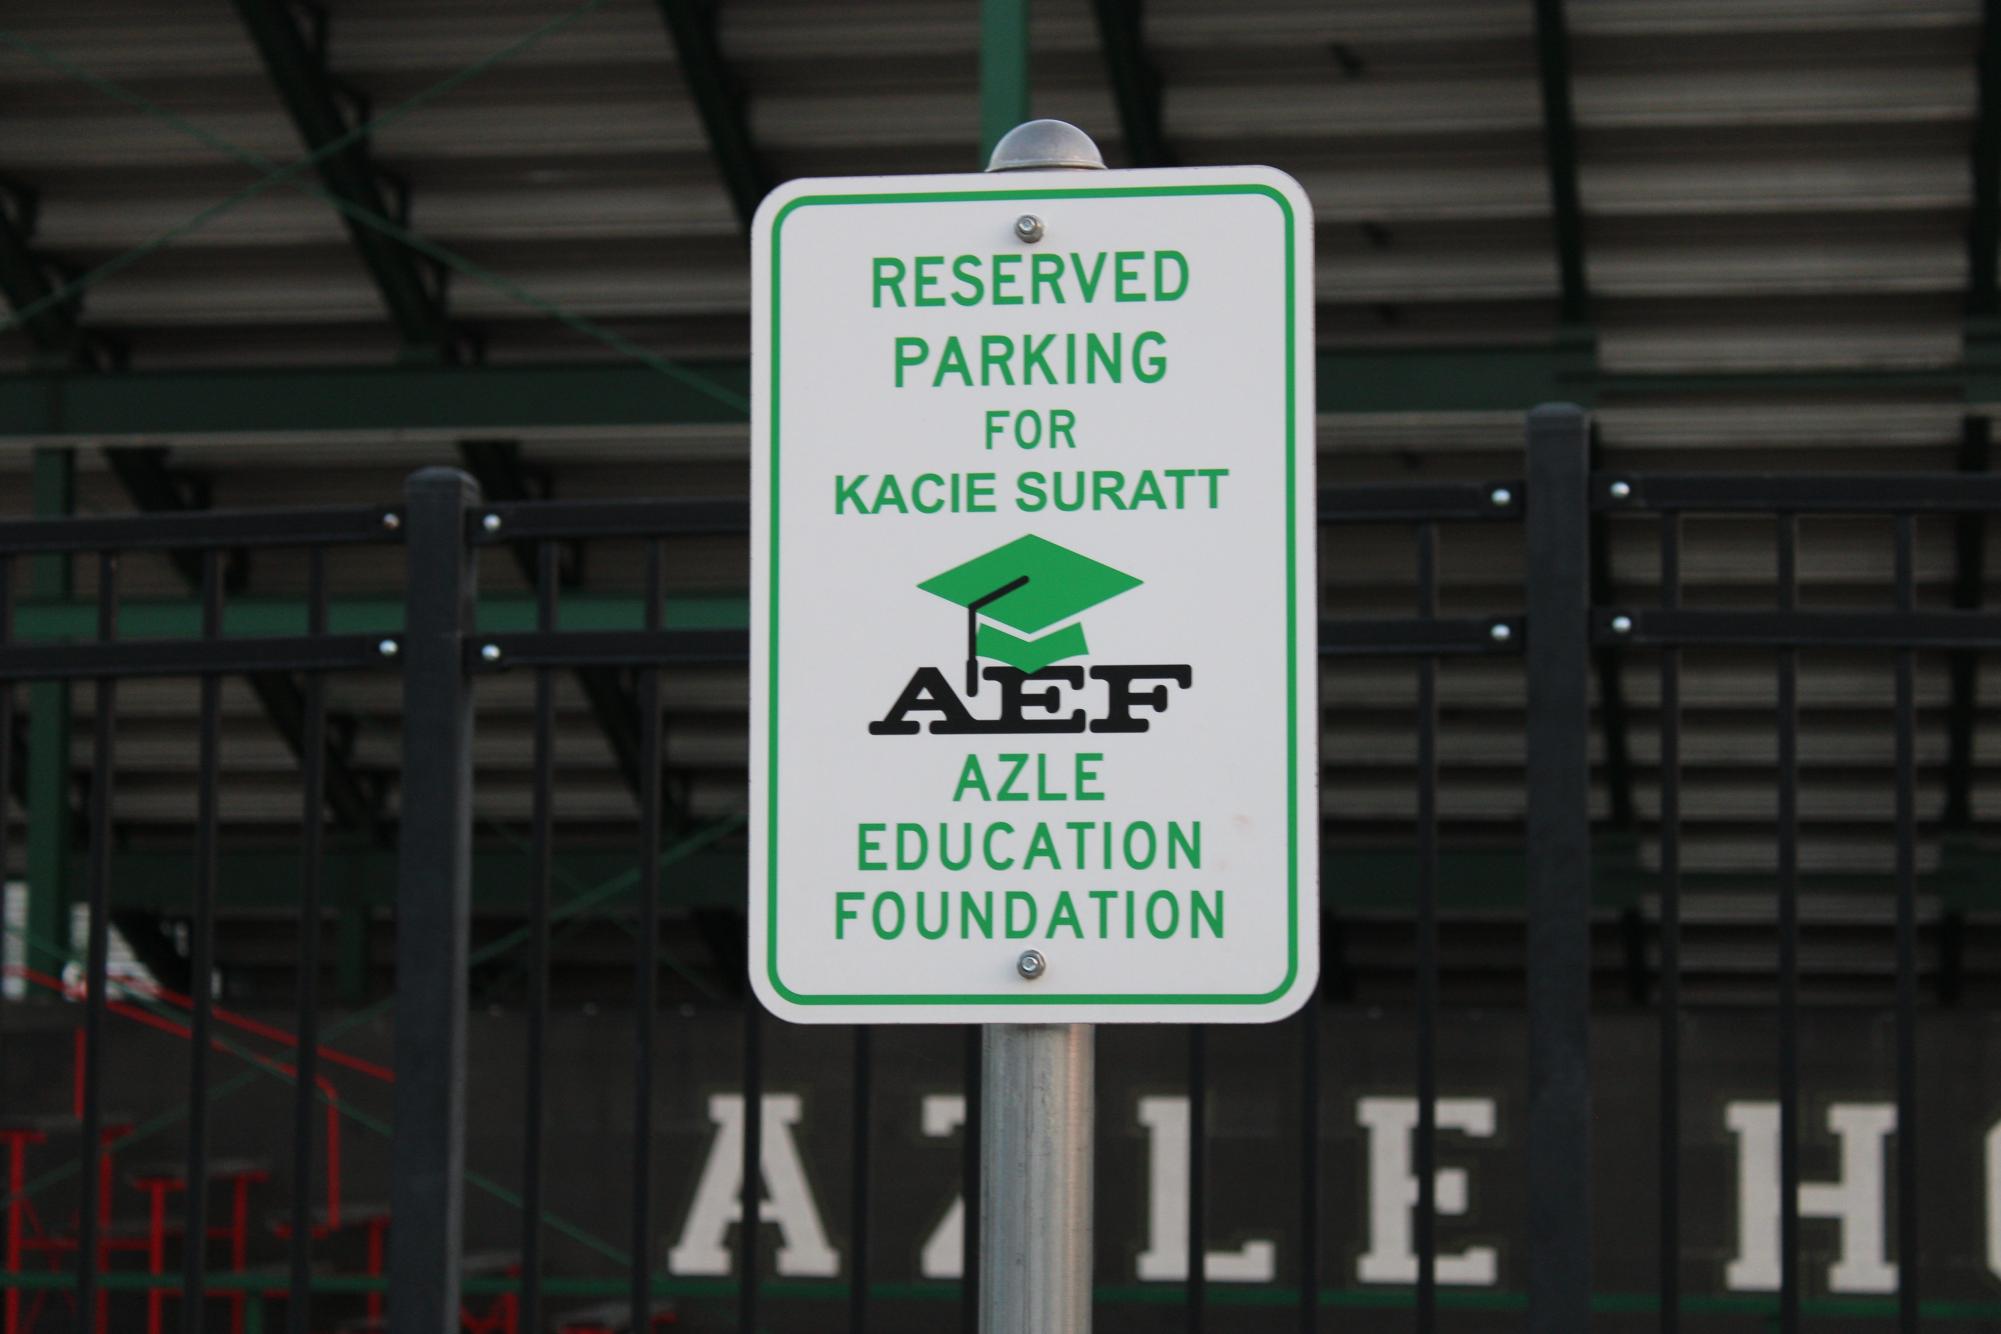 RESERVED
PARKING
FOR
KACIE SURATT
AEF
AZLE
EDUCATION
FOUNDATION
AZLE